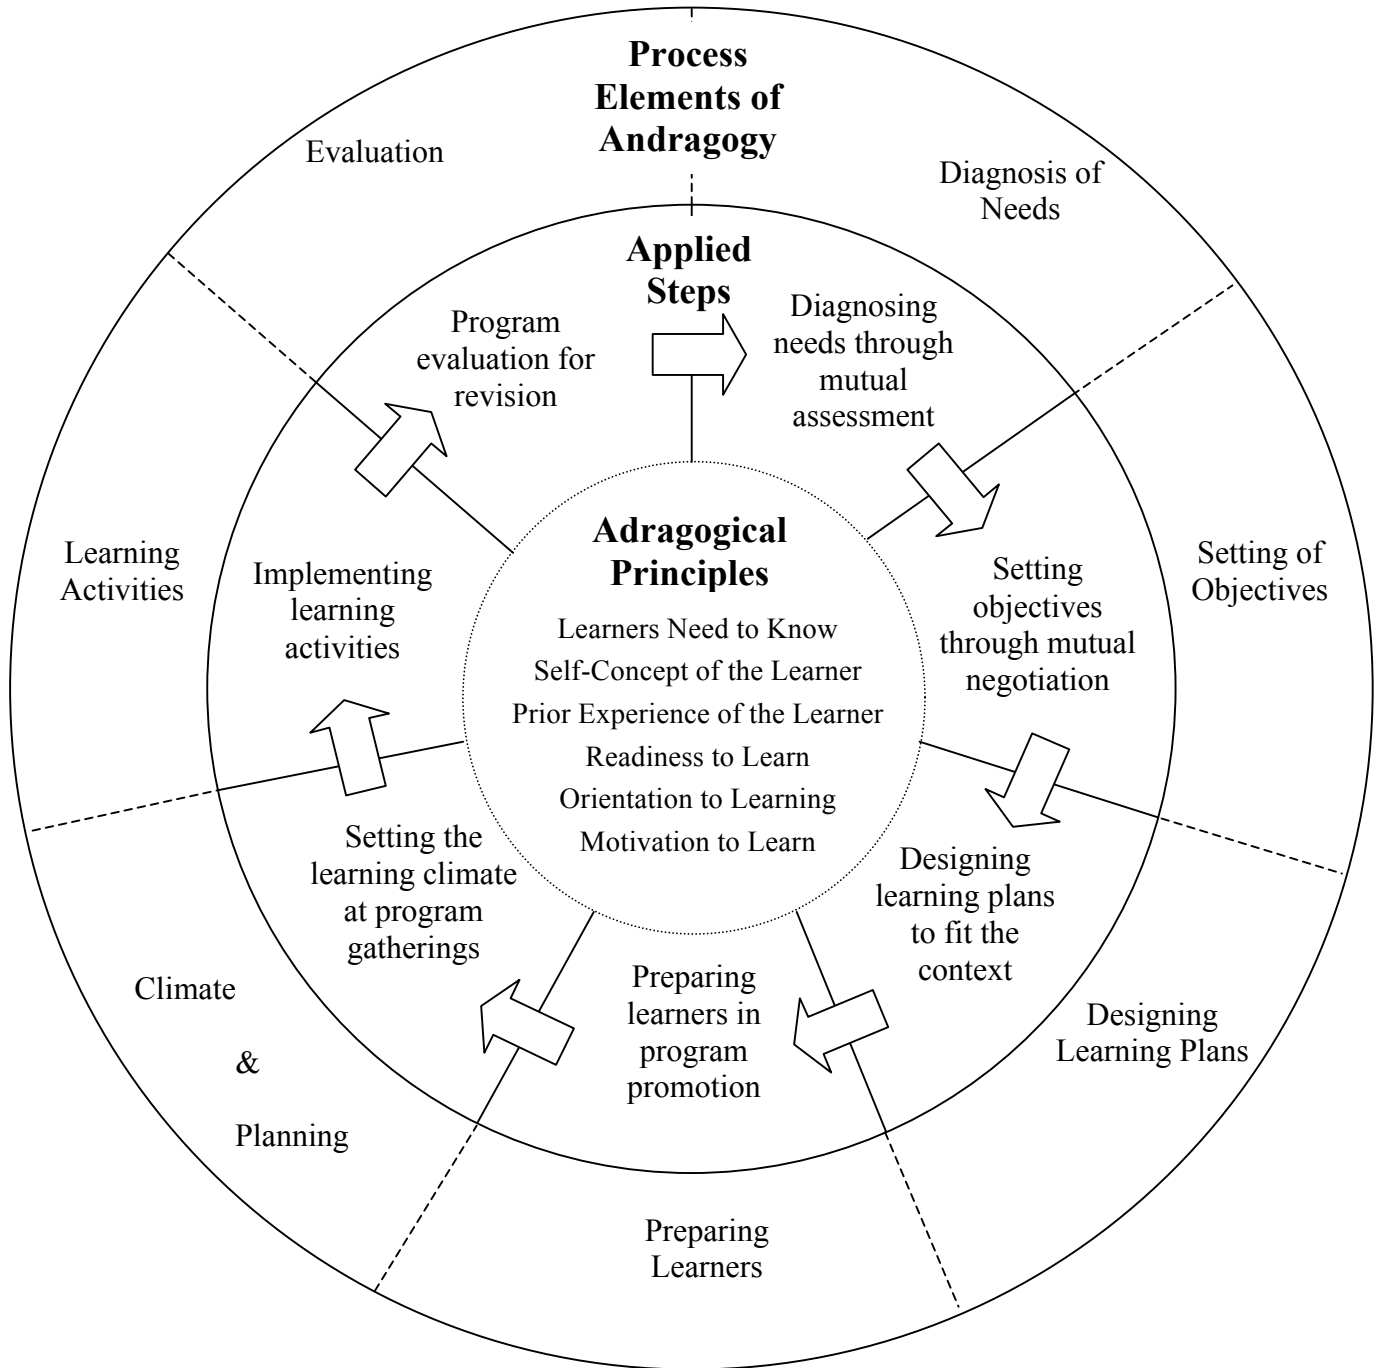 Process
Elements of
Andragogy
Evaluation
Diagnosis of
Needs
Setting of
Objectives
Designing
Learning Plans
Preparing
Learners
Climate
&
Planning
Learning
Activities
Applied
Steps
Diagnosing
needs through
mutual
assessment
Setting
objectives
through mutual
negotiation
Designing
learning plans
to fit the
context
Preparing
learners in
program
promotion
Setting the
learning climate
at program
gatherings
Implementing
learning
activities
Program
evaluation for
revision
Adragogical
Principles
Learners Need to Know
Self-Concept of the Learner
Prior Experience of the Learner
Readiness to Learn
Orientation to Learning
Motivation to Learn